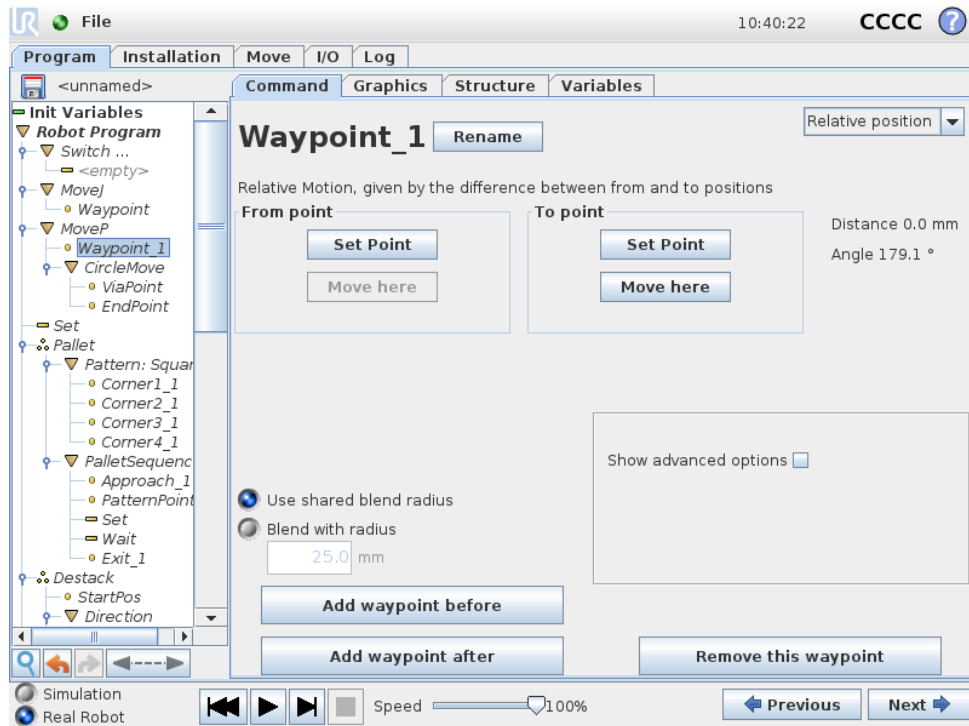 UR File 10:40:22 CCCC ?
Program Installation Move I/O Log
<unnamed> Command Graphics Structure Variables
Init Variables
Robot Program
Switch ...
<empty>
MoveJ
Waypoint
MoveP
Waypoint_1
CircleMove
ViaPoint
EndPoint
Set
Pallet
Pattern: Squar
Corner1_1
Corner2_1
Corner3_1
Corner4_1
PalletSequenc
Approach_1
PatternPoint
Set
Wait
Exit_1
Destack
StartPos
Direction
Waypoint_1 Rename Relative position
Relative Motion, given by the difference between from and to positions
From point To point
Set Point Set Point Distance 0.0 mm
Angle 179.1 °
Move here Move here
Show advanced options
Use shared blend radius
Blend with radius
25.0 mm
Add waypoint before
Add waypoint after Remove this waypoint
Simulation
Real Robot
Speed 100% Previous Next